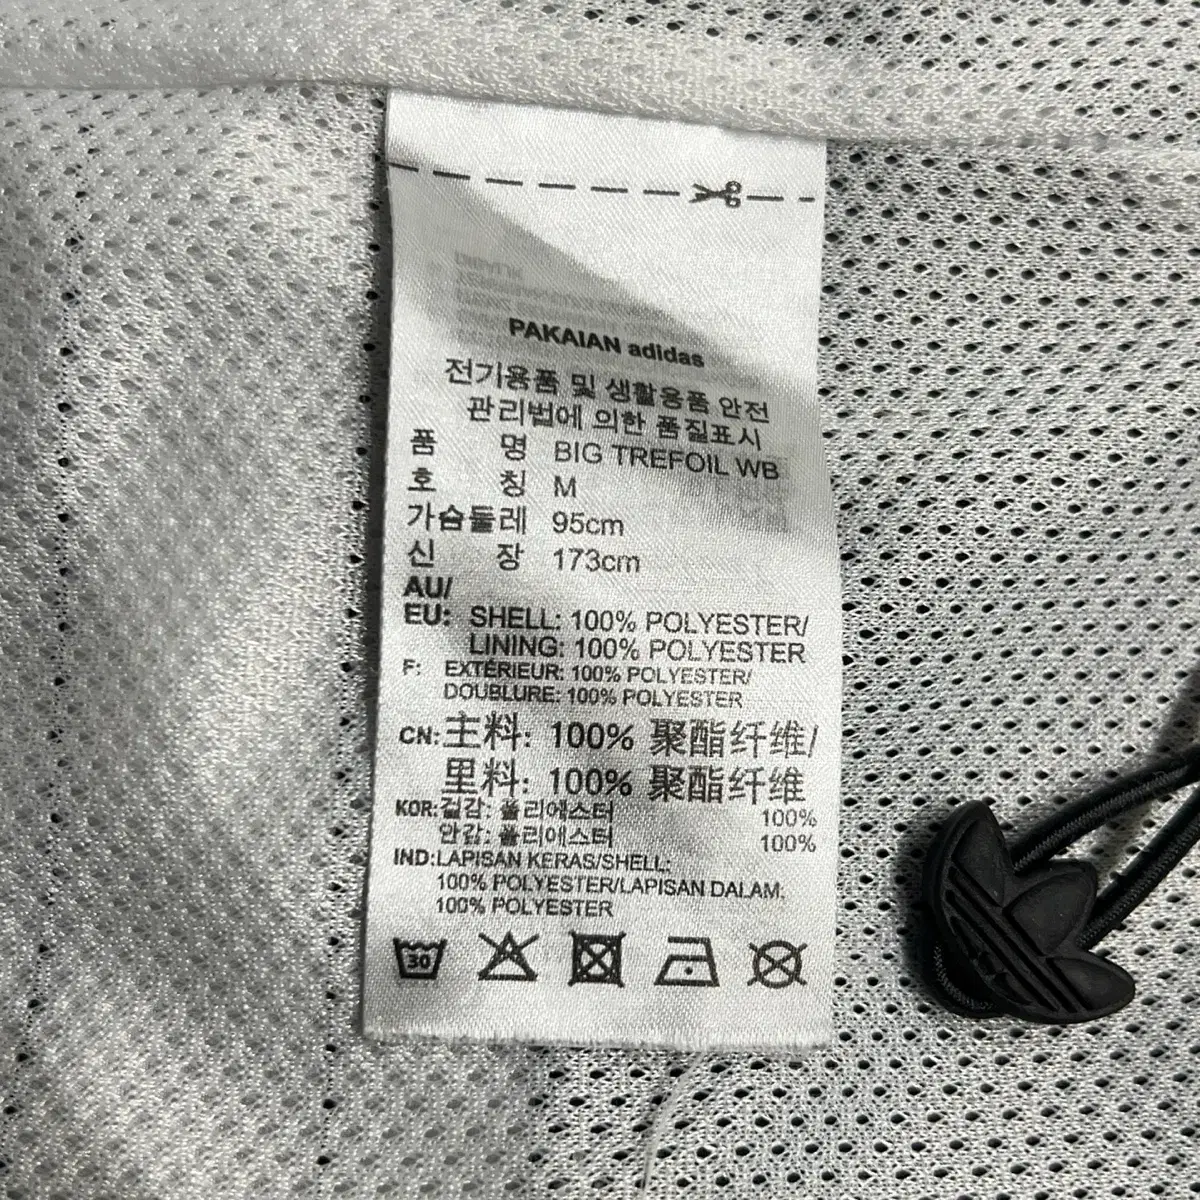 PAKAIAN adidas
전기용품 및 생활용품 안전
관리법에 의한 품질표시
품 명 BIG TREFOIL WB
호 칭 M
가슴둘레 95cm
신 장 173cm
AU/
EU: SHELL: 100% POLYESTER/
LINING: 100% POLYESTER
F: EXTÉRIEUR: 100% POLYESTER/
DOUBLURE: 100% POLYESTER
CN: 主料: 100% 聚酯纤维/
里料: 100% 聚酯纤维
KOR: 겉감: 폴리에스터 100%
안감: 폴리에스터 100%
IND: LAPISAN KERAS/SHELL:
100% POLYESTER/LAPISAN DALAM:
100% POLYESTER
30